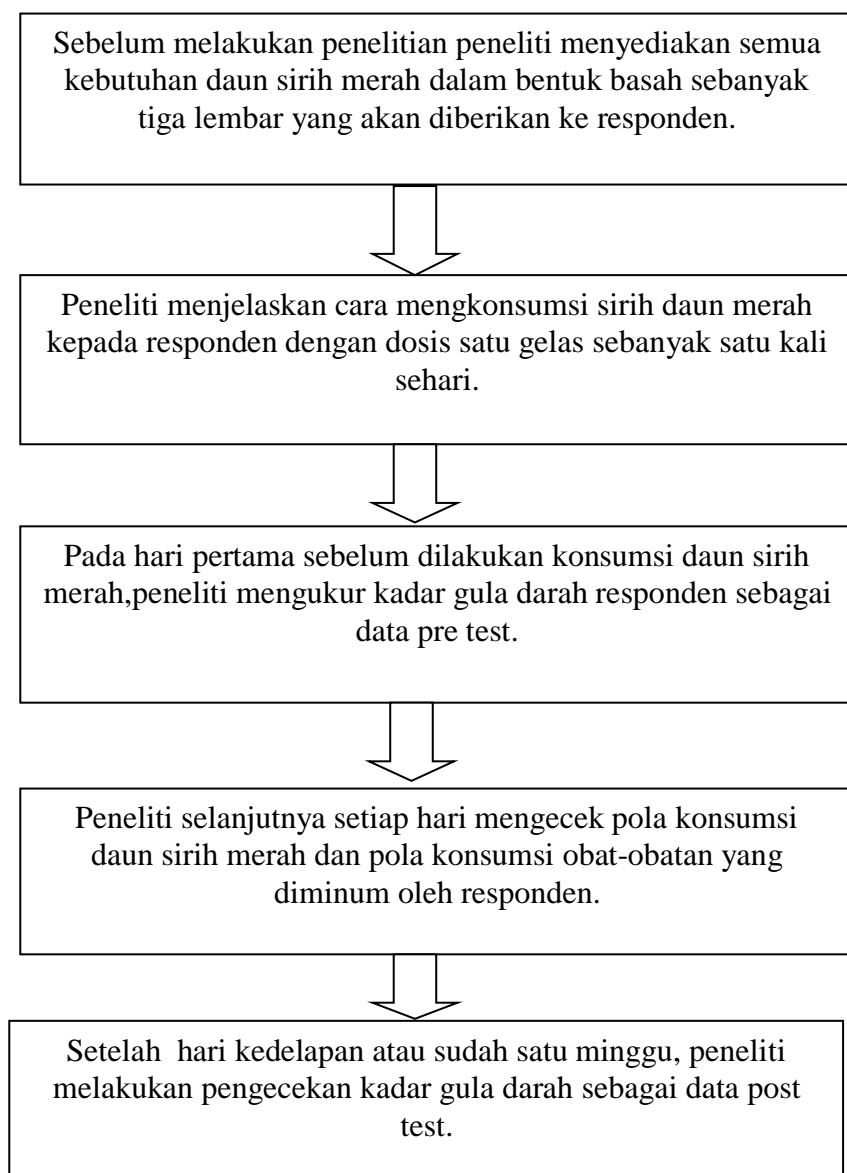 Sebelum melakukan penelitian peneliti menyediakan semua
kebutuhan daun sirih merah dalam bentuk basah sebanyak
tiga lembar yang akan diberikan ke responden.
Peneliti menjelaskan cara mengkonsumsi sirih daun merah
kepada responden dengan dosis satu gelas sebanyak satu kali
sehari.
Pada hari pertama sebelum dilakukan konsumsi daun sirih
merah,peneliti mengukur kadar gula darah responden sebagai
data pre test.
Peneliti selanjutnya setiap hari mengecek pola konsumsi
daun sirih merah dan pola konsumsi obat-obatan yang
diminum oleh responden.
Setelah hari kedelapan atau sudah satu minggu, peneliti
melakukan pengecekan kadar gula darah sebagai data post
test.